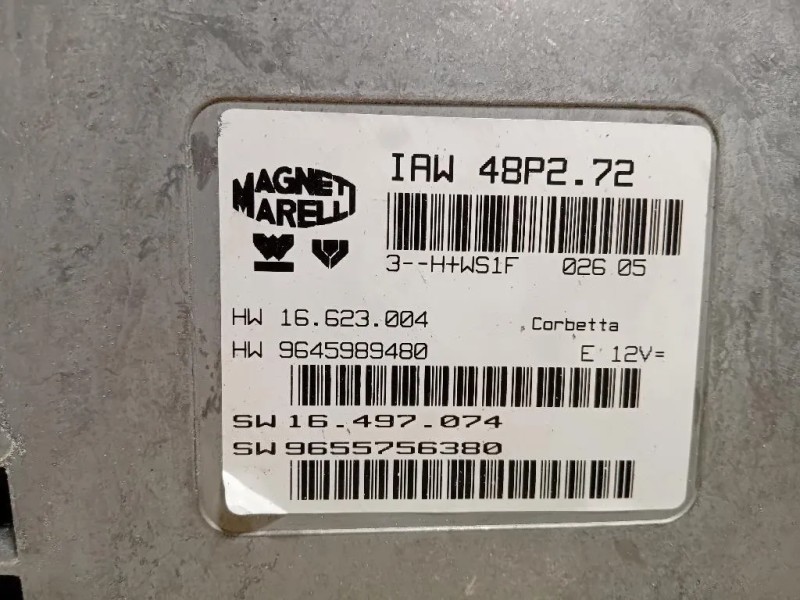 MAGNETI
MARELLI
IAW 48P2.72
3--H+WS1F 026 05
HW 16.623.004 Corbetta
HW 9645989480 E 12V=
SW 16.497.074
SW 9655756380